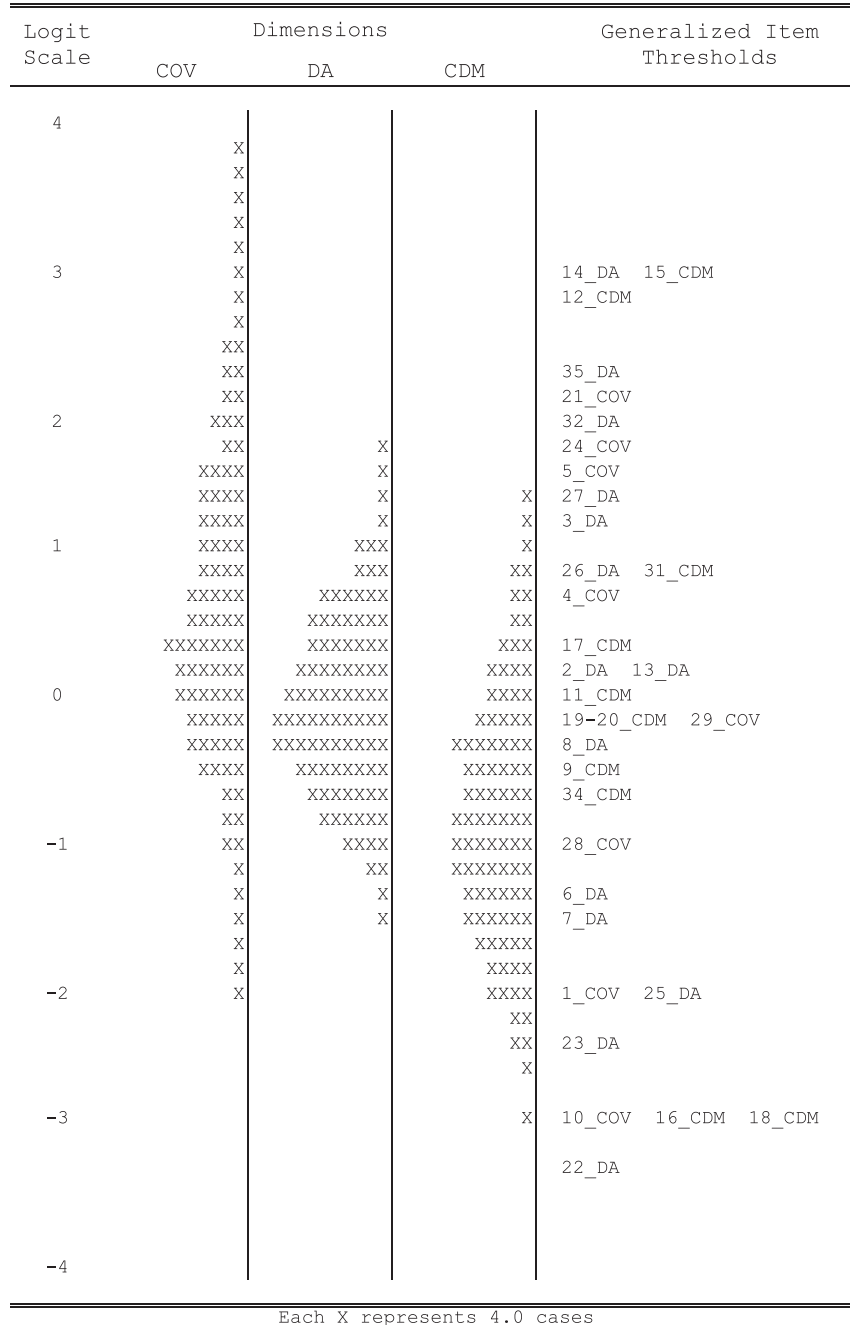 Logit Dimensions Generalized Item
Scale COV DA CDM Thresholds
4
X
X
X
X
X
3 X 14_DA 15_CDM
X 12_CDM
X
XX
XX 35_DA
XX 21_COV
2 XXX 32_DA
XX X 24_COV
XXXX X 5_COV
XXXX X X 27_DA
XXXX X X 3_DA
1 XXXX XXX X
XXXX XXX XX 26_DA 31_CDM
XXXXX XXXXXX XX 4_COV
XXXXX XXXXXXX XX
XXXXXXX XXXXXXX XXX 17_CDM
XXXXXX XXXXXXXX XXXX 2_DA 13_DA
0 XXXXXX XXXXXXXXX XXXX 11_CDM
XXXXX XXXXXXXXXX XXXXX 19-20_CDM 29_COV
XXXXX XXXXXXXXXX XXXXXXX 8_DA
XXXX XXXXXXXX XXXXXX 9_CDM
XX XXXXXXX XXXXXX 34_CDM
XX XXXXXX XXXXXXX
-1 XX XXXX XXXXXXX 28_COV
X XX XXXXXXX
X X XXXXXX 6_DA
X X XXXXXX 7_DA
X XXXXX
X XXXX
-2 X XXXX 1_COV 25_DA
XX
XX 23_DA
X
-3 X 10_COV 16_CDM 18_CDM
22_DA
-4
Each X represents 4.0 cases